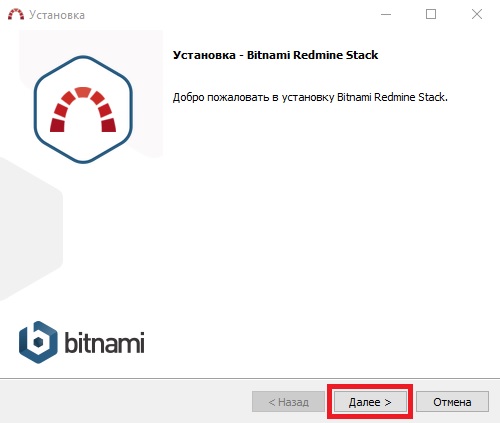 Установка
Установка - Bitnami Redmine Stack
Добро пожаловать в установку Bitnami Redmine Stack.
bitnami
< Назад
Далее >
Отмена